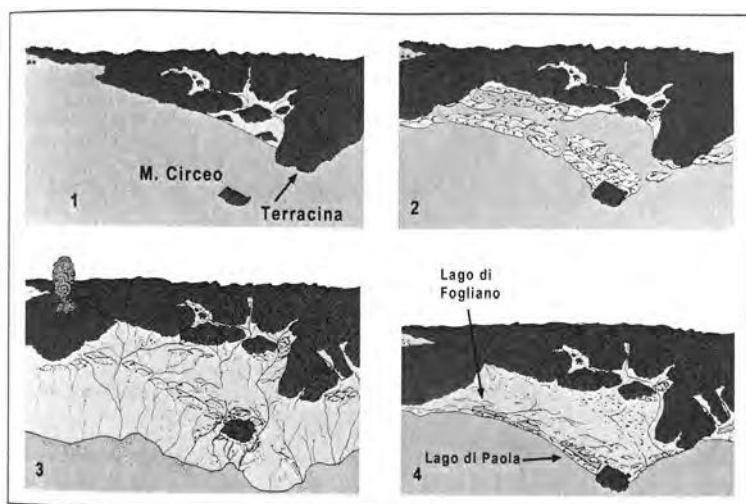 M. Circeo
1
Terracina
2
3
Lago di
Fogliano
Lago di Paola
4